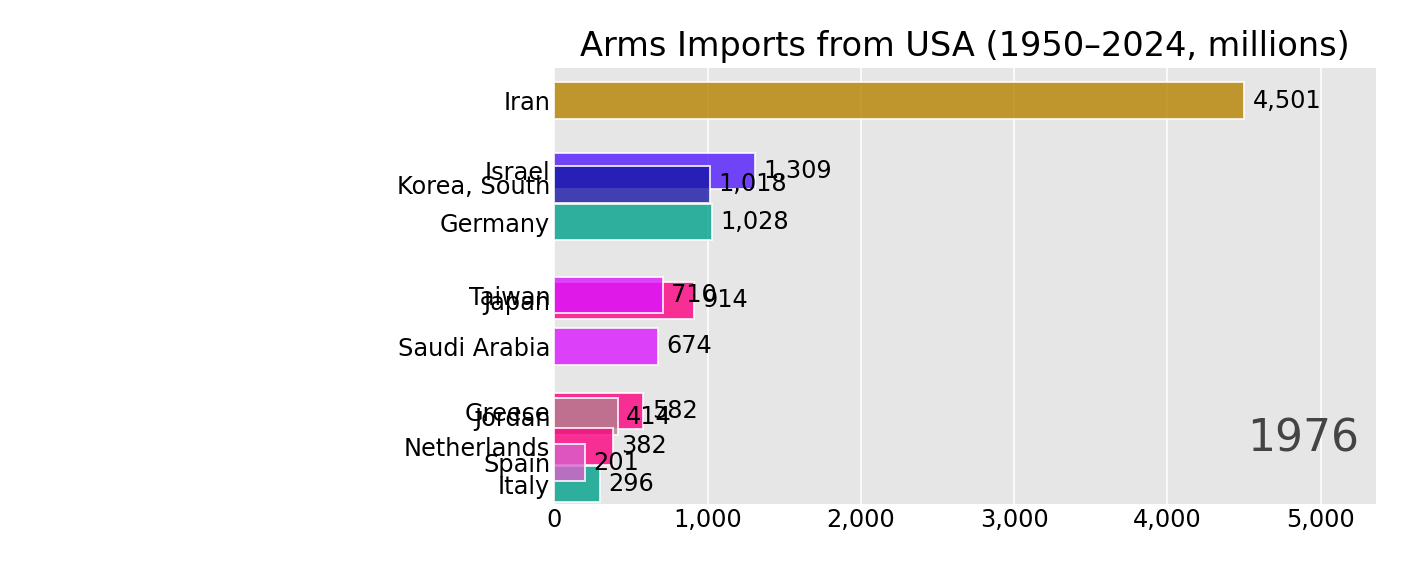 Arms Imports from USA (1950–2024, millions)
Iran 4,501
Israel 1,309
Korea, South 1,018
Germany 1,028
Taiwan 710
Japan 914
Saudi Arabia 674
Greece 582
Jordan 414
Netherlands 382
Spain 201
Italy 296
1976
0 1,000 2,000 3,000 4,000 5,000